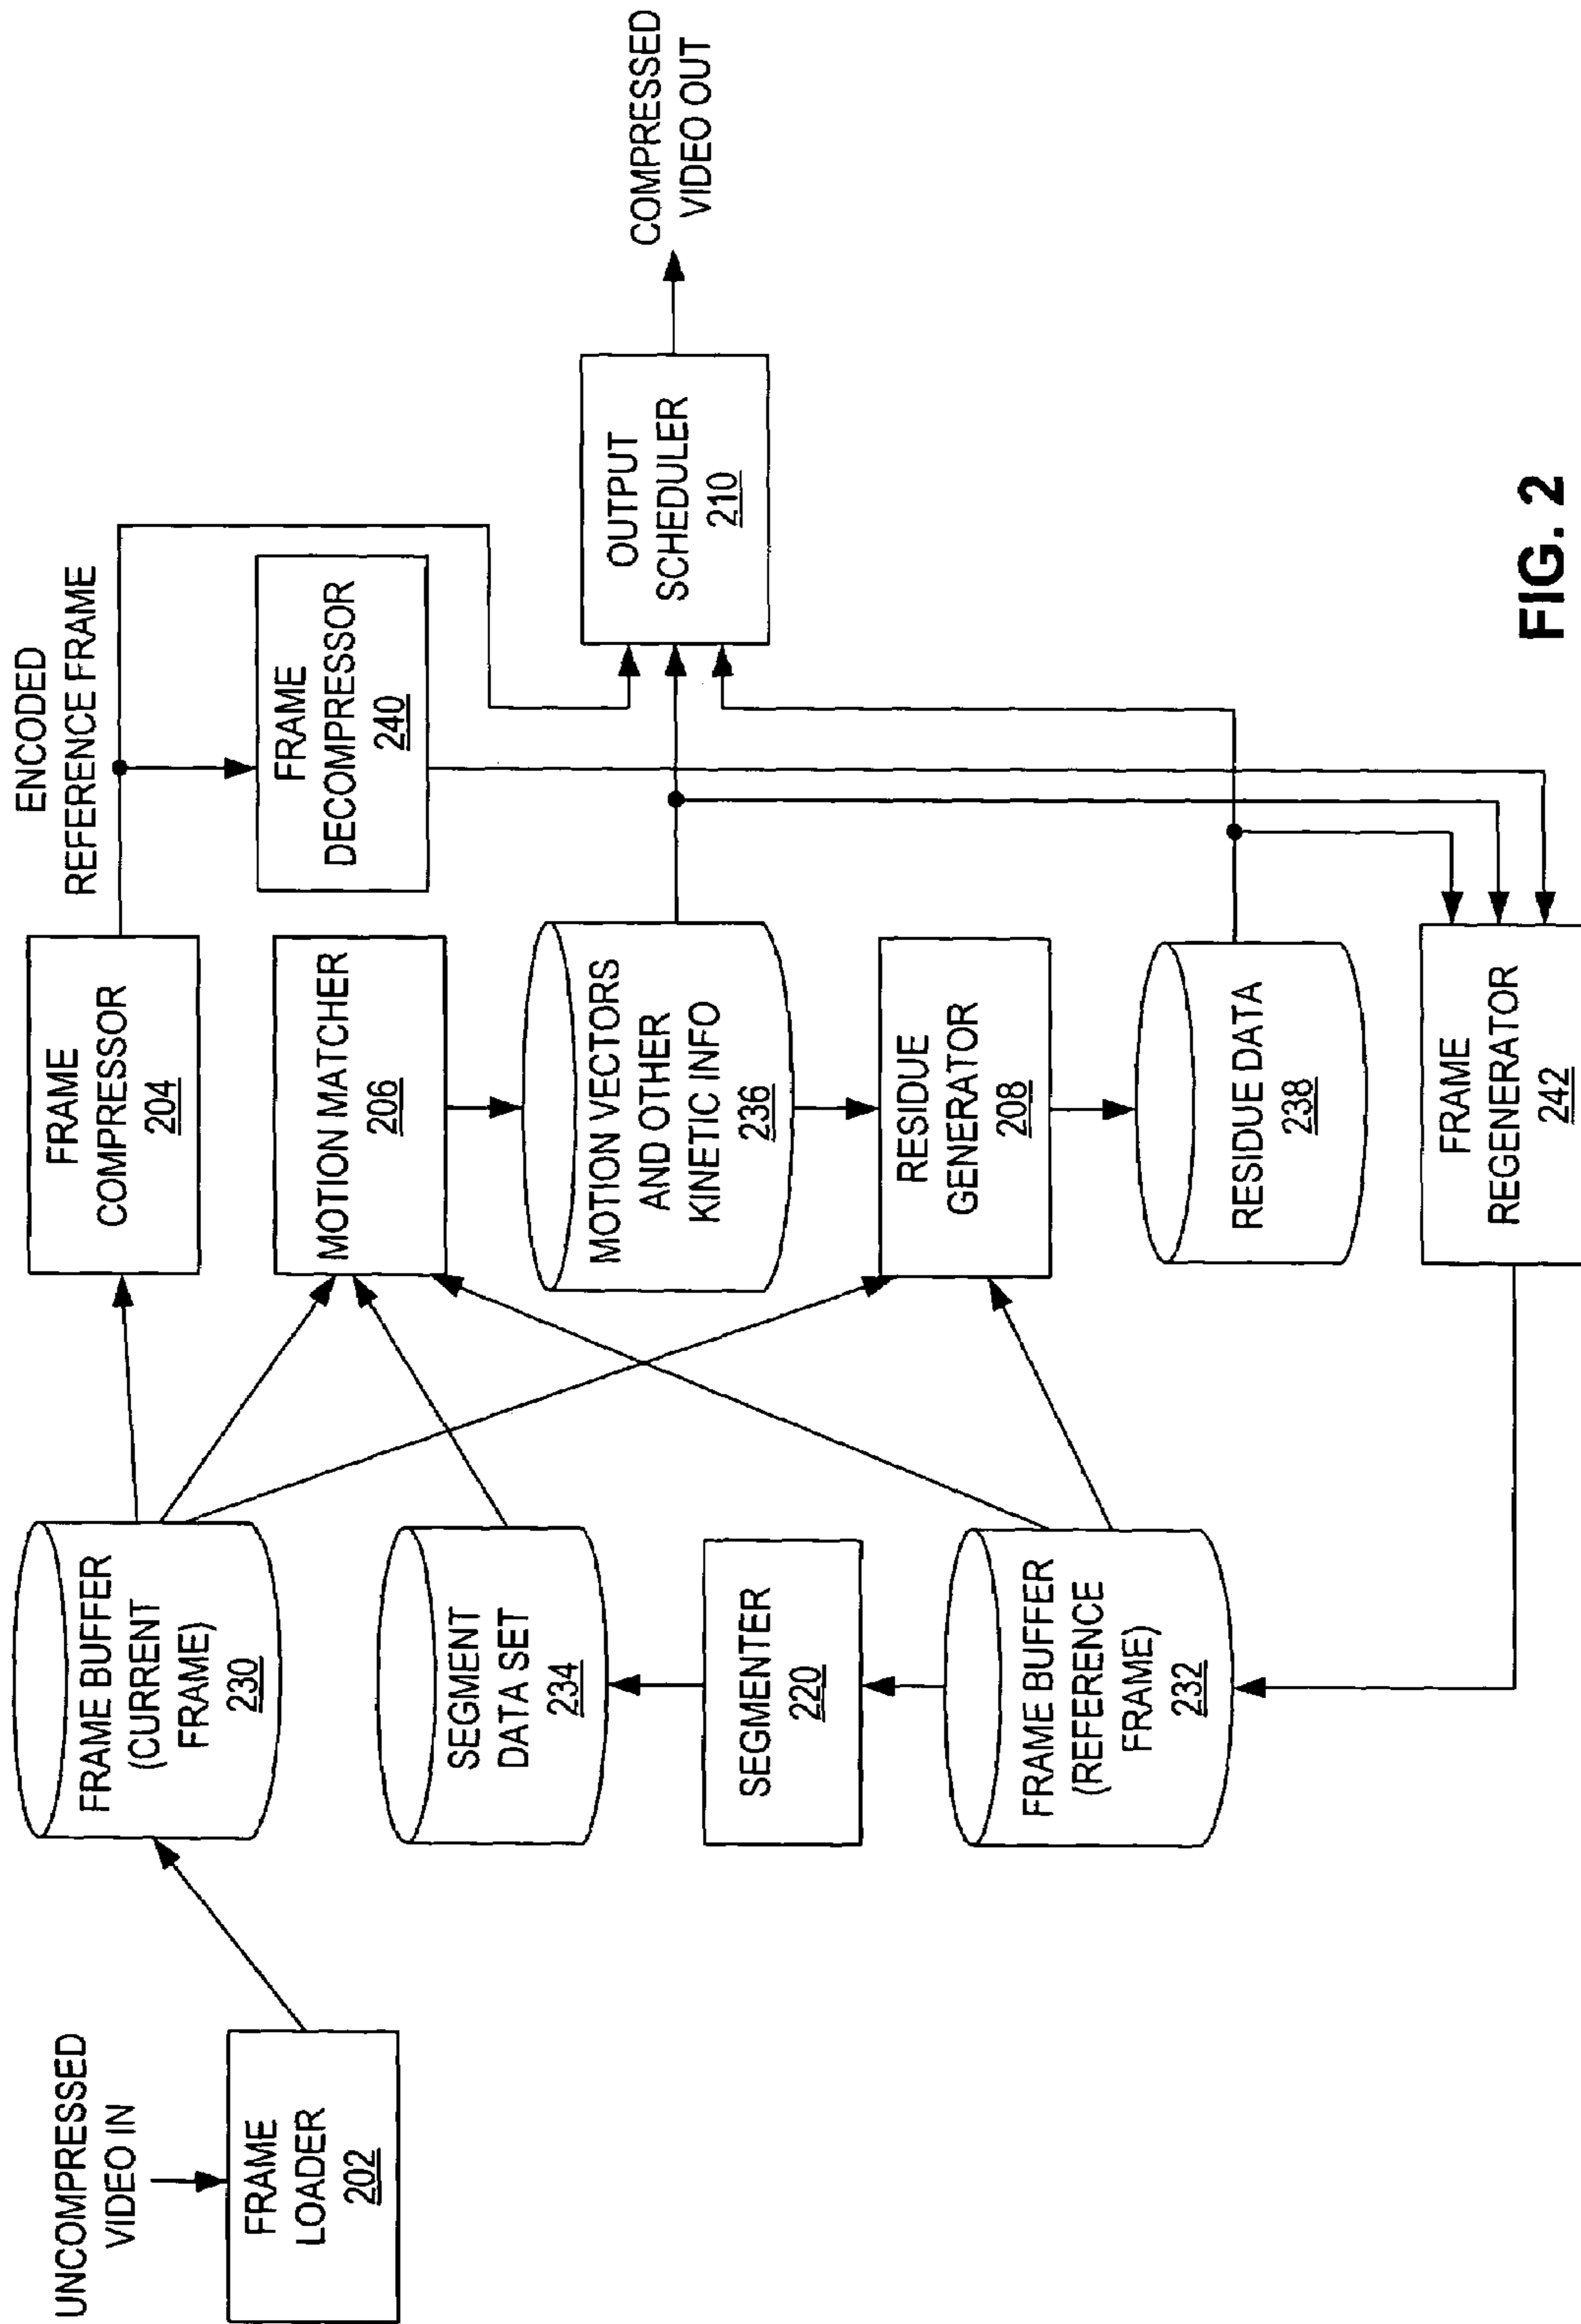 UNCOMPRESSED
VIDEO IN
FRAME
LOADER
202
FRAME BUFFER
(CURRENT
FRAME)
230
SEGMENT
DATA SET
234
SEGMENTER
220
FRAME BUFFER
(REFERENCE
FRAME)
232
FRAME
COMPRESSOR
204
MOTION MATCHER
206
MOTION VECTORS
AND OTHER
KINETIC INFO
236
RESIDUE
GENERATOR
208
RESIDUE DATA
238
FRAME
REGENERATOR
242
ENCODED
REFERENCE FRAME
FRAME
DECOMPRESSOR
240
OUTPUT
SCHEDULER
210
COMPRESSED
VIDEO OUT
FIG. 2